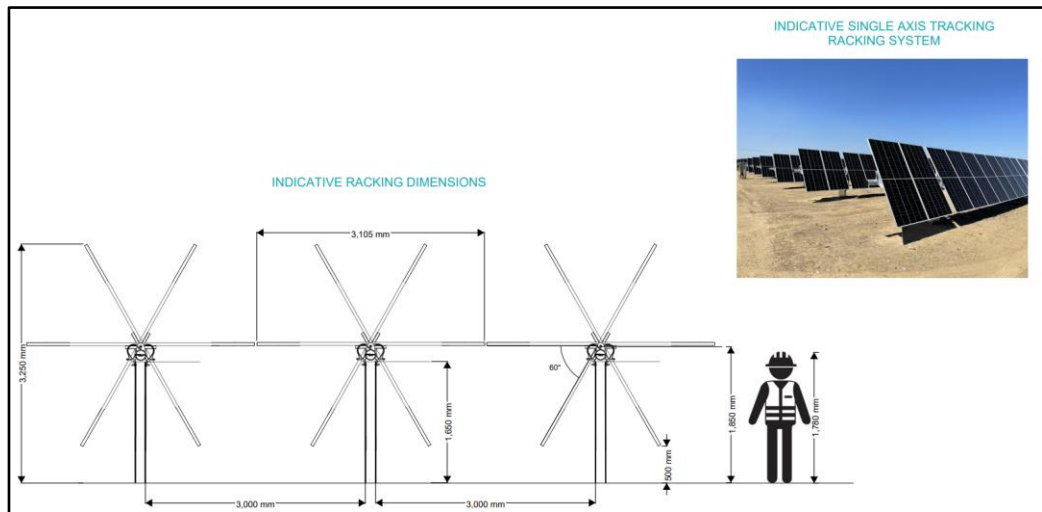 INDICATIVE SINGLE AXIS TRACKING
RACKING SYSTEM
INDICATIVE RACKING DIMENSIONS
3,105 mm
3,250 mm
60°
1,650 mm
1,850 mm
1,780 mm
500 mm
3,000 mm
3,000 mm